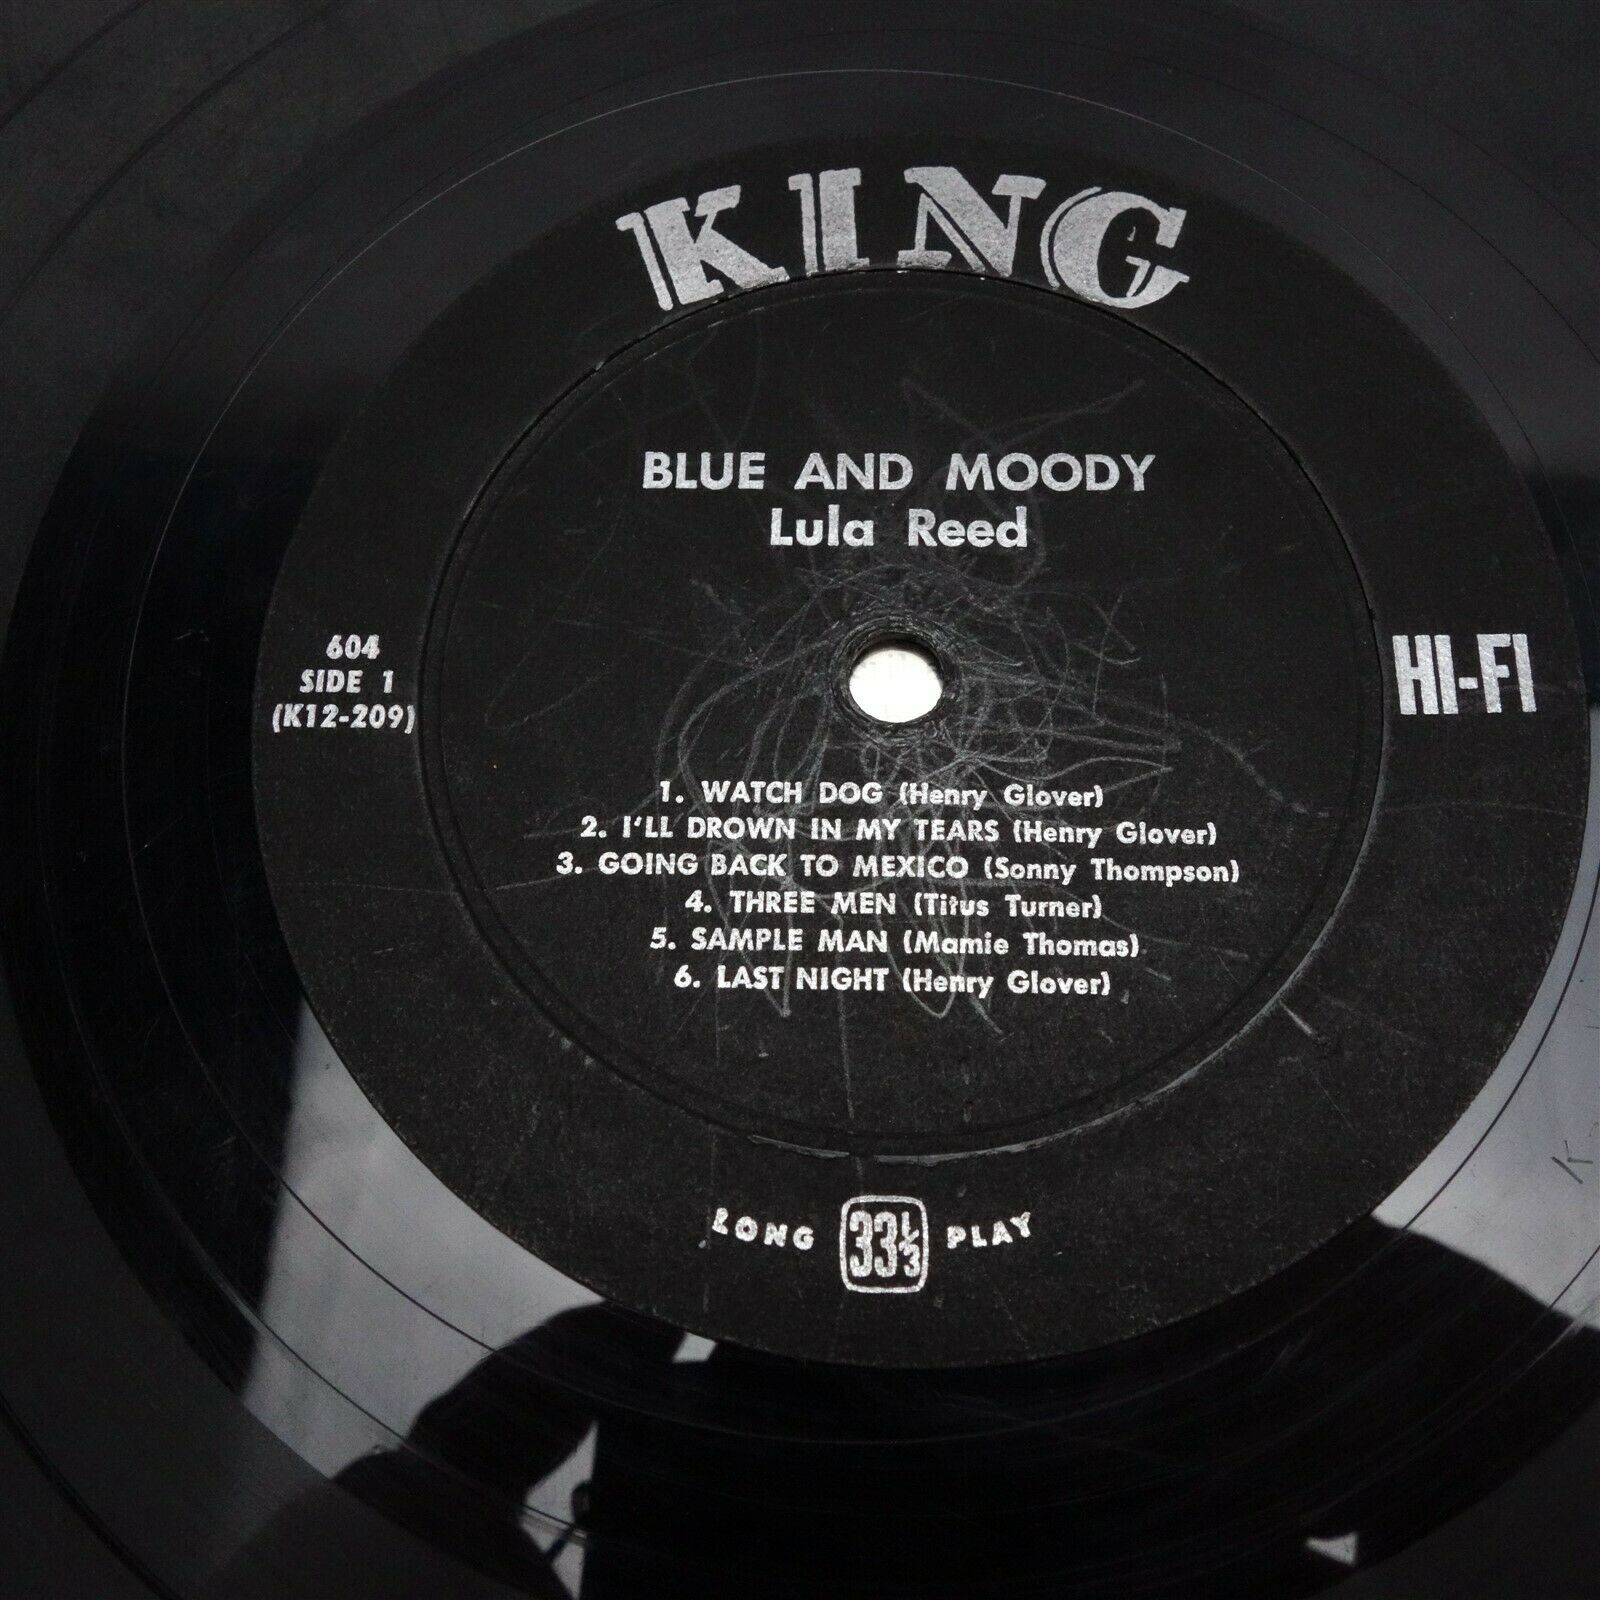 KING
BLUE AND MOODY
Lula Reed
604
SIDE 1
(K12-209)
HI-FI
1. WATCH DOG (Henry Glover)
2. I'LL DROWN IN MY TEARS (Henry Glover)
3. GOING BACK TO MEXICO (Sonny Thompson)
4. THREE MEN (Titus Turner)
5. SAMPLE MAN (Mamie Thomas)
6. LAST NIGHT (Henry Glover)
LONG 33⅓ PLAY
K